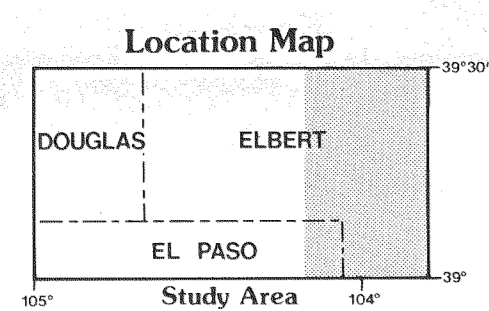 Location Map
39°30'
DOUGLAS ELBERT
EL PASO
39°
105° Study Area 104°